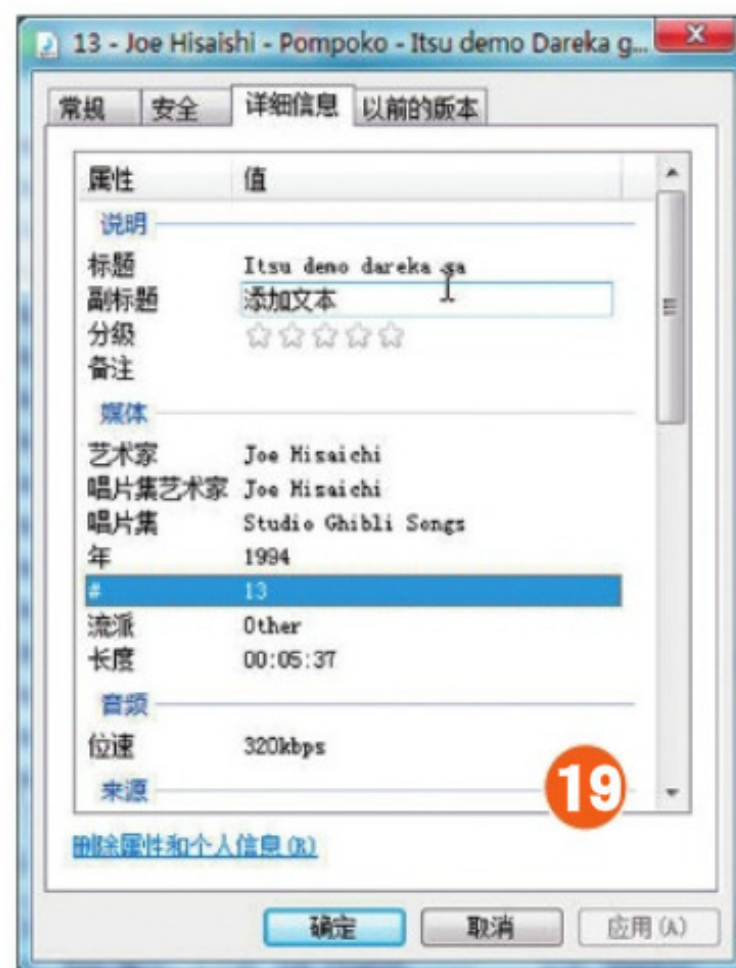 13 - Joe Hisaishi - Pompoko - Itsu demo Dareka g...
常规 安全 详细信息 以前的版本
属性 值
说明
标题 Itsu demo dareka ga
副标题 添加文本
分级
备注
媒体
艺术家 Joe Hisaichi
唱片集艺术家 Joe Hisaichi
唱片集 Studio Ghibli Songs
年 1994
# 13
流派 Other
长度 00:05:37
音频
位速 320kbps
来源
19
删除属性和个人信息(R)
确定 取消 应用(A)